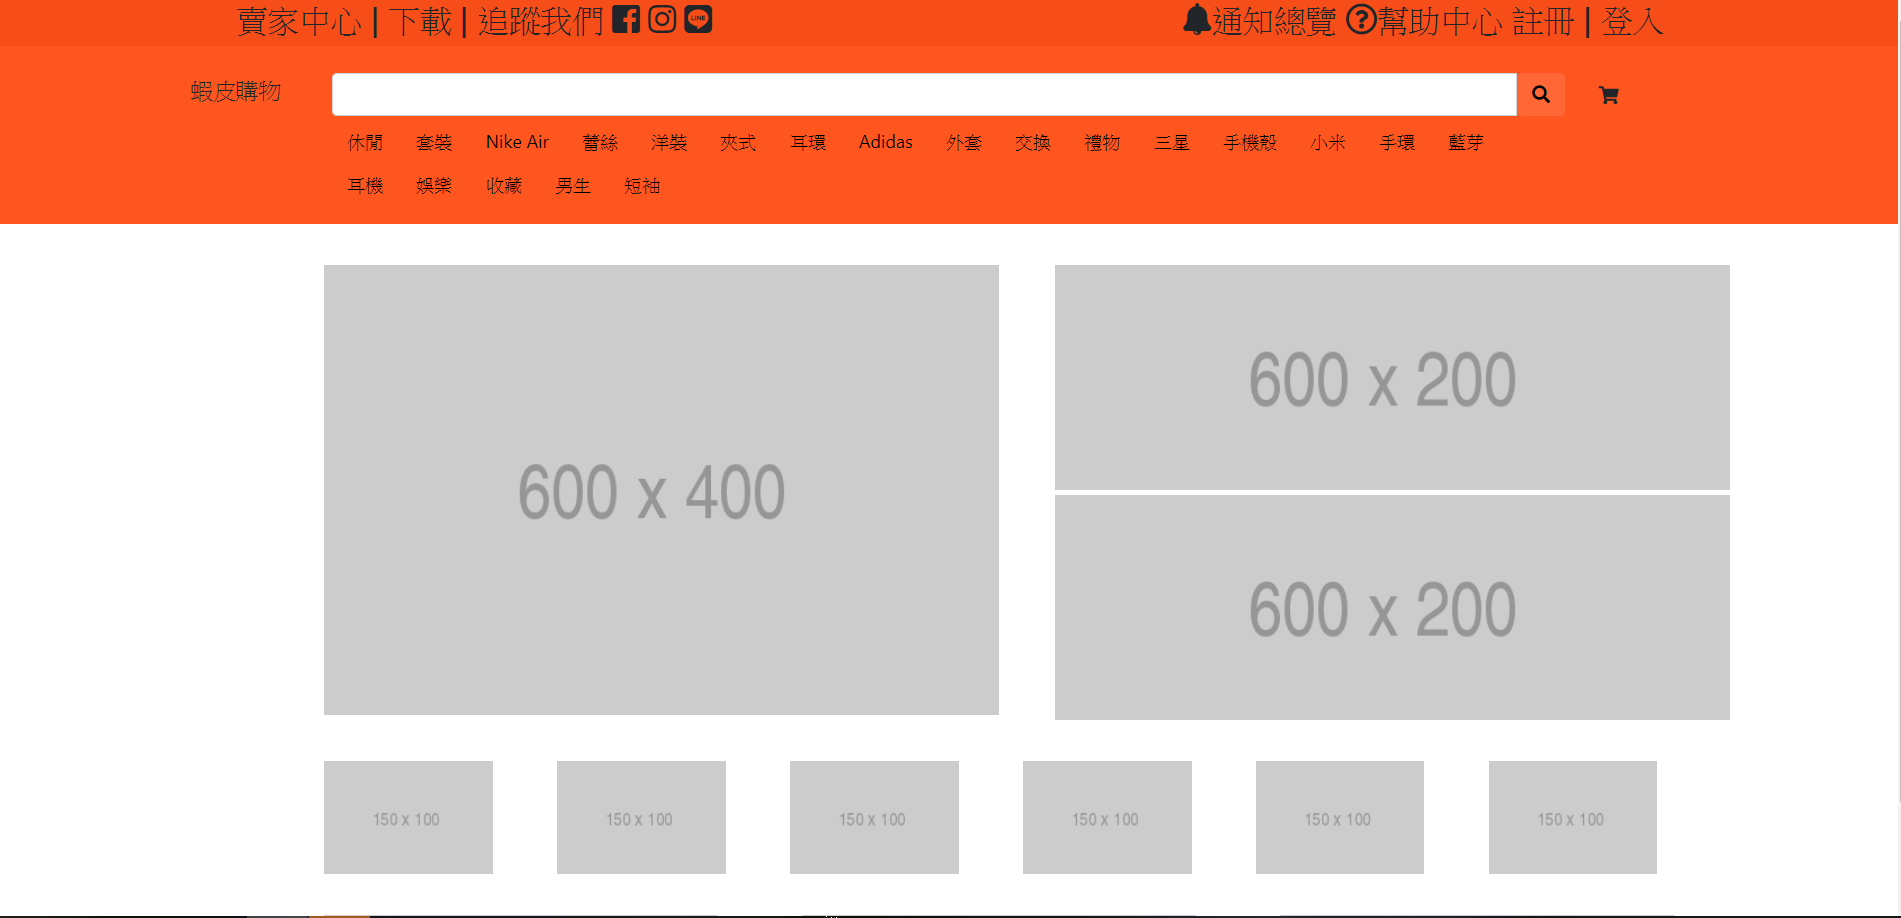 賣家中心 | 下載 | 追蹤我們 LINE
通知總覽 幫助中心 註冊 | 登入
蝦皮購物
休閒 套裝 Nike Air 蕾絲 洋裝 夾式 耳環 Adidas 外套 交換 禮物 三星 手機殼 小米 手環 藍芽
耳機 娛樂 收藏 男生 短袖
600 x 400
600 x 200
600 x 200
150 x 100 150 x 100 150 x 100 150 x 100 150 x 100 150 x 100